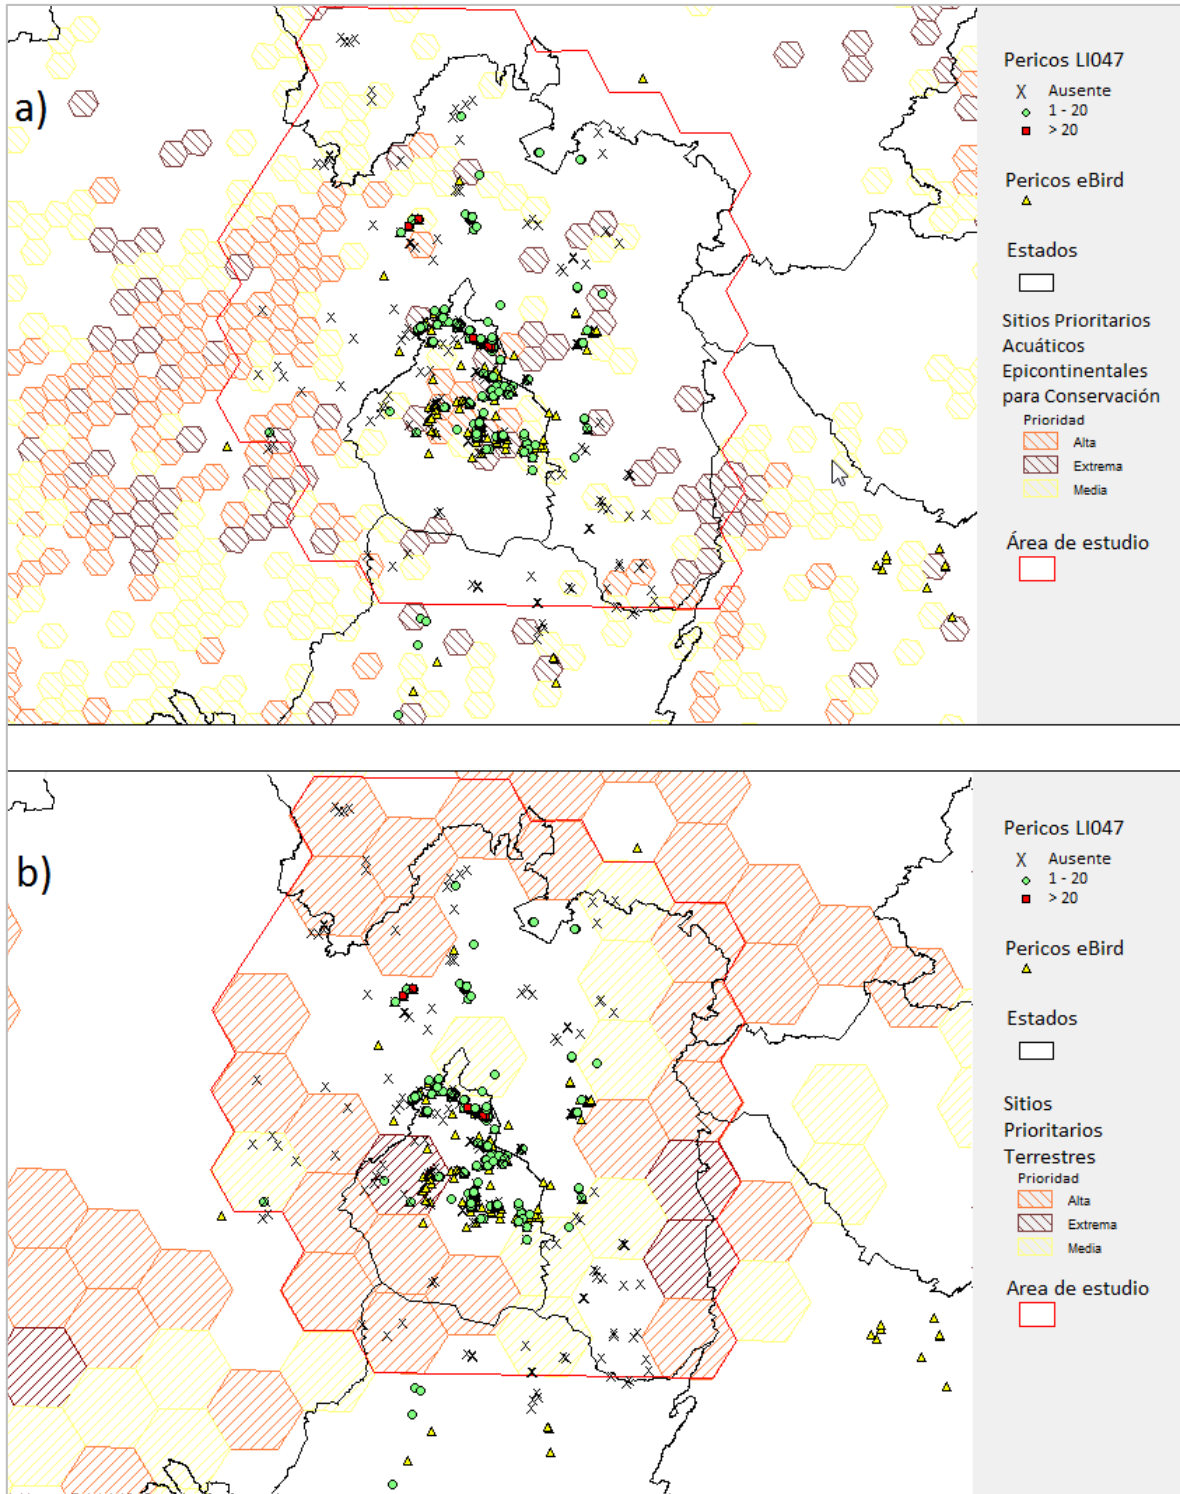 a)
Pericos LI047
X Ausente
1 - 20
> 20
Pericos eBird
Estados
Sitios Prioritarios
Acuáticos
Epicontinentales
para Conservación
Prioridad
Alta
Extrema
Media
Área de estudio
b)
Pericos LI047
X Ausente
1 - 20
> 20
Pericos eBird
Estados
Sitios
Prioritarios
Terrestres
Prioridad
Alta
Extrema
Media
Area de estudio